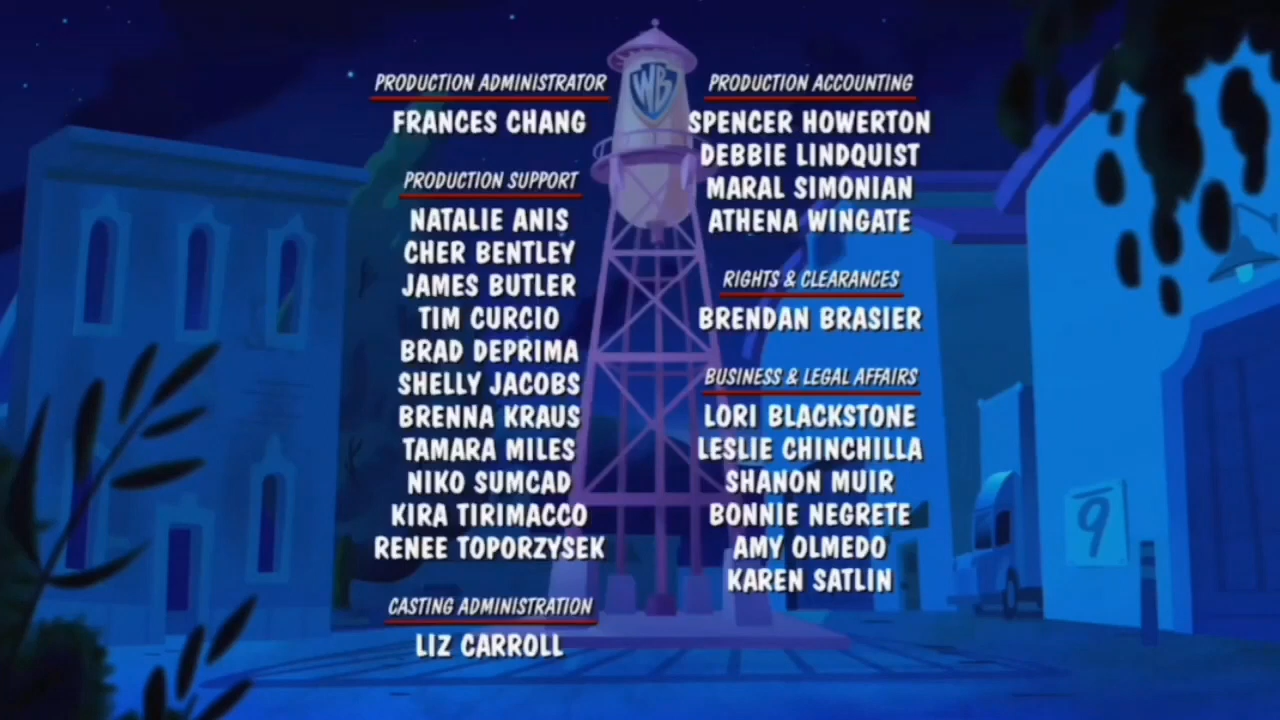 PRODUCTION ADMINISTRATOR
FRANCES CHANG
PRODUCTION SUPPORT
NATALIE ANIS
CHER BENTLEY
JAMES BUTLER
TIM CURCIO
BRAD DEPRIMA
SHELLY JACOBS
BRENNA KRAUS
TAMARA MILES
NIKO SUMCAD
KIRA TIRIMACCO
RENEE TOPORZYSEK
CASTING ADMINISTRATION
LIZ CARROLL
WB
PRODUCTION ACCOUNTING
SPENCER HOWERTON
DEBBIE LINDQUIST
MARAL SIMONIAN
ATHENA WINGATE
RIGHTS & CLEARANCES
BRENDAN BRASIER
BUSINESS & LEGAL AFFAIRS
LORI BLACKSTONE
LESLIE CHINCHILLA
SHANON MUIR
BONNIE NEGRETE
AMY OLMEDO
KAREN SATLIN
9